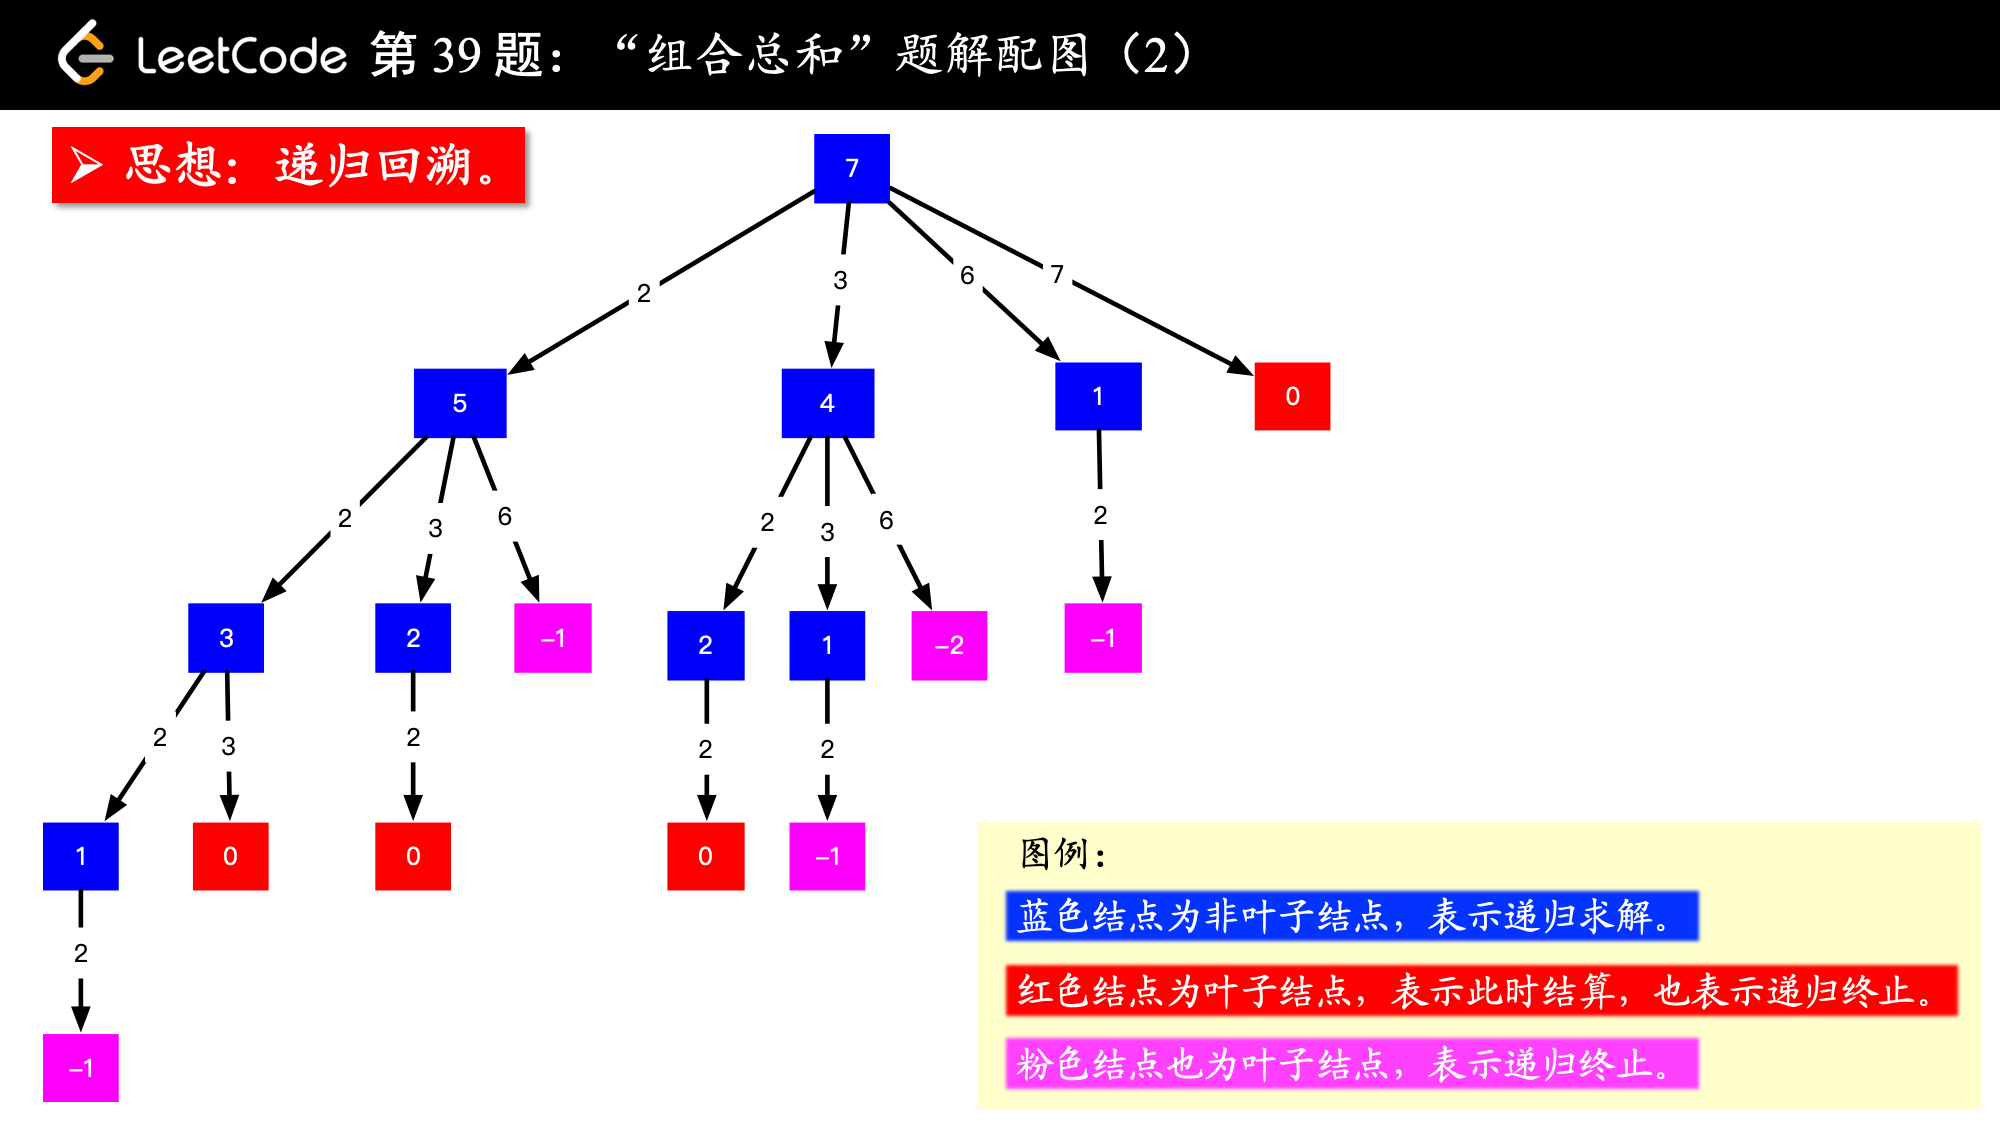 LeetCode 第 39 题：“组合总和”题解配图（2）
➢ 思想：递归回溯。
7
2 3 6 7
5 4 1 0
2 3 6 2 3 6 2
3 2 -1 2 1 -2 -1
2 3 2 2 2
1 0 0 0 -1
2
-1
图例：
蓝色结点为非叶子结点，表示递归求解。
红色结点为叶子结点，表示此时结算，也表示递归终止。
粉色结点也为叶子结点，表示递归终止。